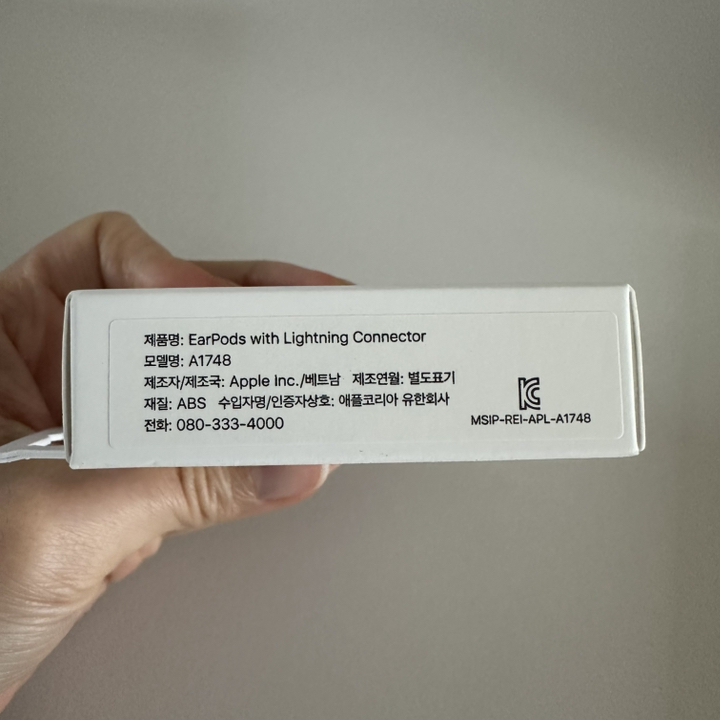 제품명: EarPods with Lightning Connector
모델명: A1748
제조자/제조국: Apple Inc./베트남 제조연월: 별도표기
재질: ABS 수입자명/인증자상호: 애플코리아 유한회사
전화: 080-333-4000
MSIP-REI-APL-A1748